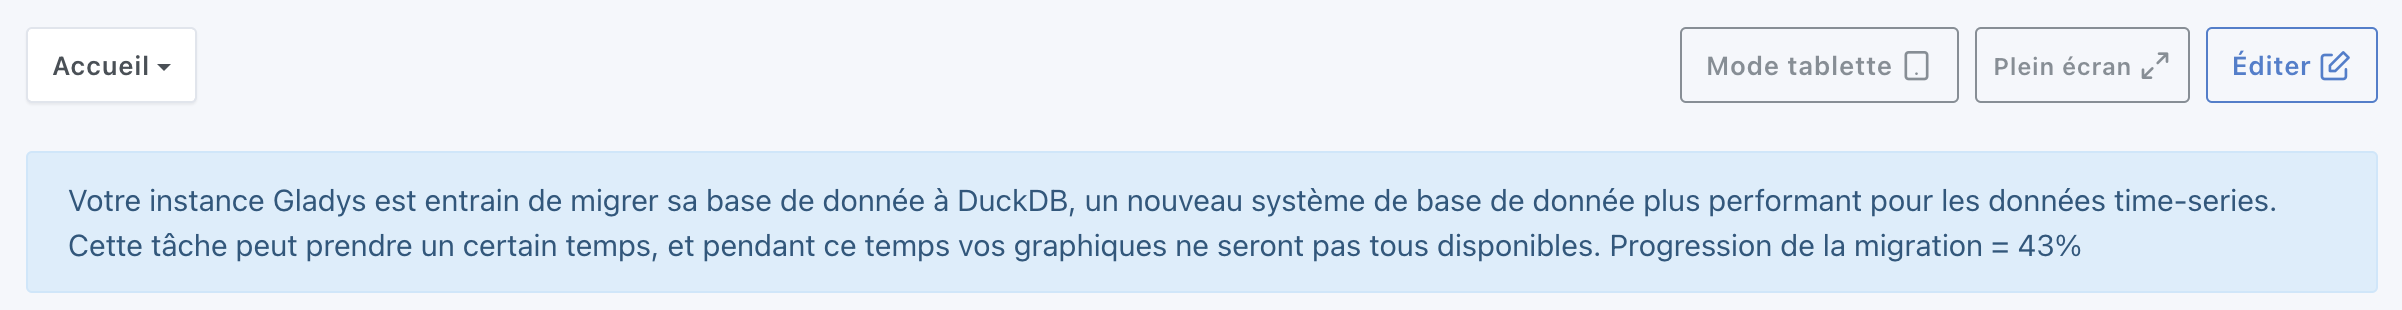 Accueil
Mode tablette
Plein écran
Éditer
Votre instance Gladys est entrain de migrer sa base de donnée à DuckDB, un nouveau système de base de donnée plus performant pour les données time-series.
Cette tâche peut prendre un certain temps, et pendant ce temps vos graphiques ne seront pas tous disponibles. Progression de la migration = 43%